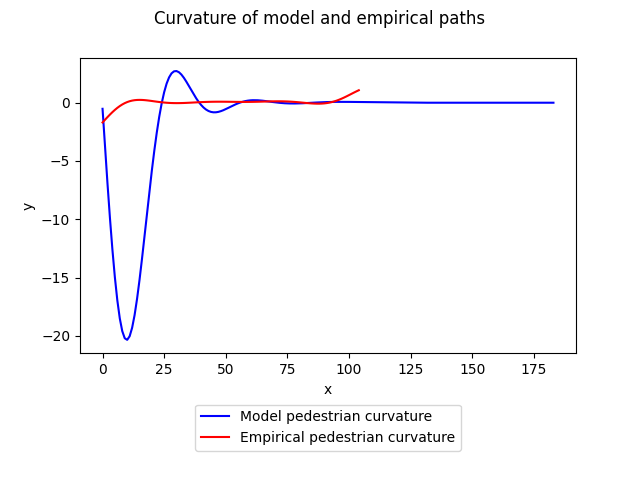 Curvature of model and empirical paths
0
−5
−10
−15
−20
y
0 25 50 75 100 125 150 175
x
Model pedestrian curvature
Empirical pedestrian curvature